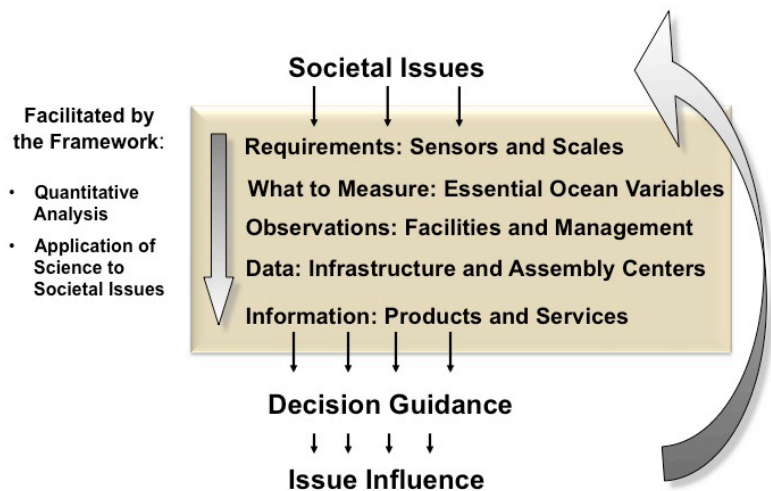 Societal Issues
Facilitated by
the Framework:
• Quantitative
Analysis
• Application of
Science to
Societal Issues
Requirements: Sensors and Scales
What to Measure: Essential Ocean Variables
Observations: Facilities and Management
Data: Infrastructure and Assembly Centers
Information: Products and Services
Decision Guidance
Issue Influence